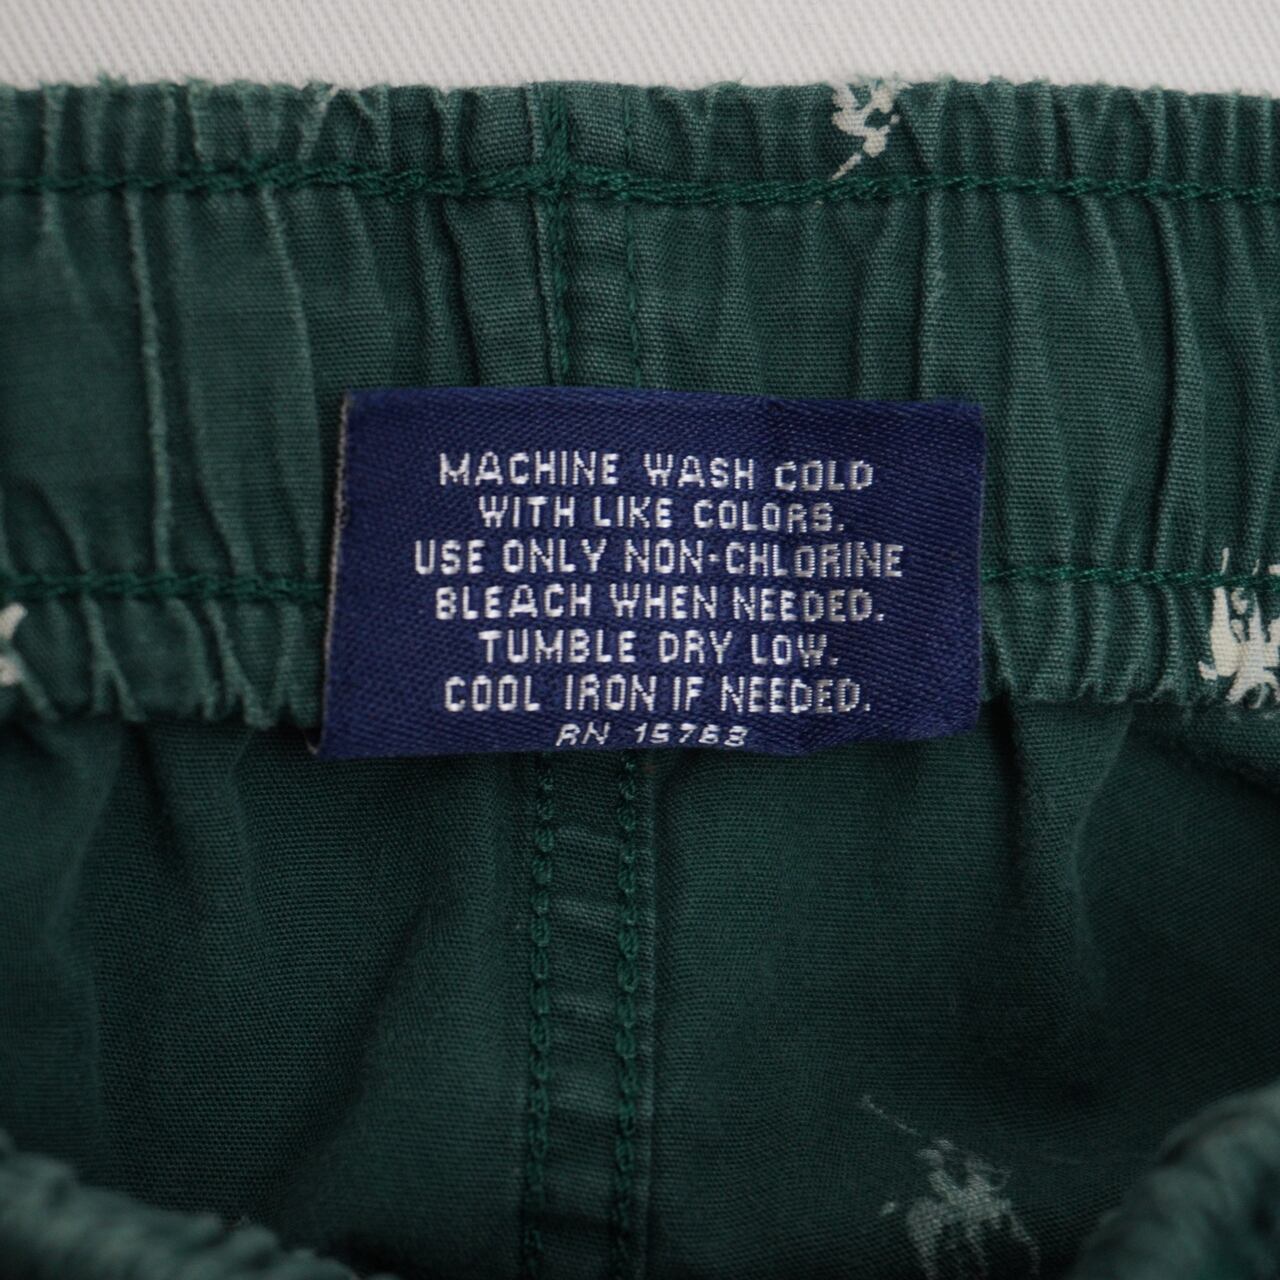 MACHINE WASH COLD
WITH LIKE COLORS.
USE ONLY NON-CHLORINE
BLEACH WHEN NEEDED.
TUMBLE DRY LOW.
COOL IRON IF NEEDED.
RN 15763